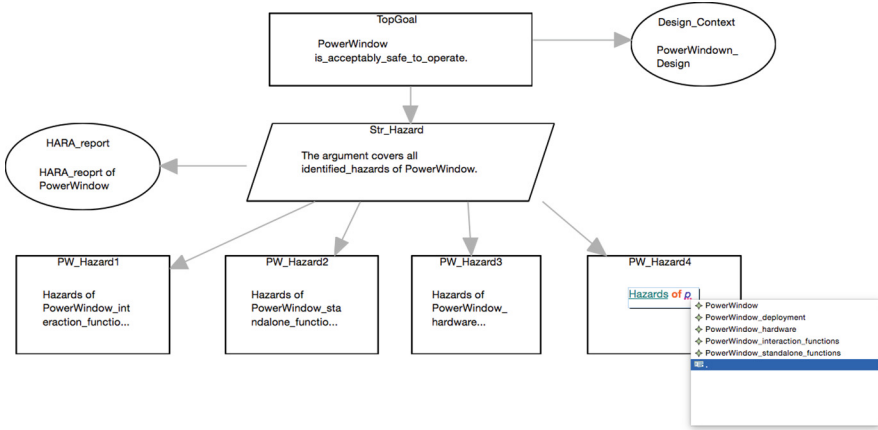 TopGoal
PowerWindow
is_acceptably_safe_to_operate.
Design_Context
PowerWindown_
Design
Str_Hazard
The argument covers all
identified_hazards of PowerWindow.
HARA_report
HARA_reoprt of
PowerWindow
PW_Hazard1
Hazards of
PowerWindow_int
eraction_functio...
PW_Hazard2
Hazards of
PowerWindow_sta
ndalone_functio...
PW_Hazard3
Hazards of
PowerWindow_
hardware...
PW_Hazard4
Hazards of p
PowerWindow
PowerWindow_deployment
PowerWindow_hardware
PowerWindow_interaction_functions
PowerWindow_standalone_functions
.